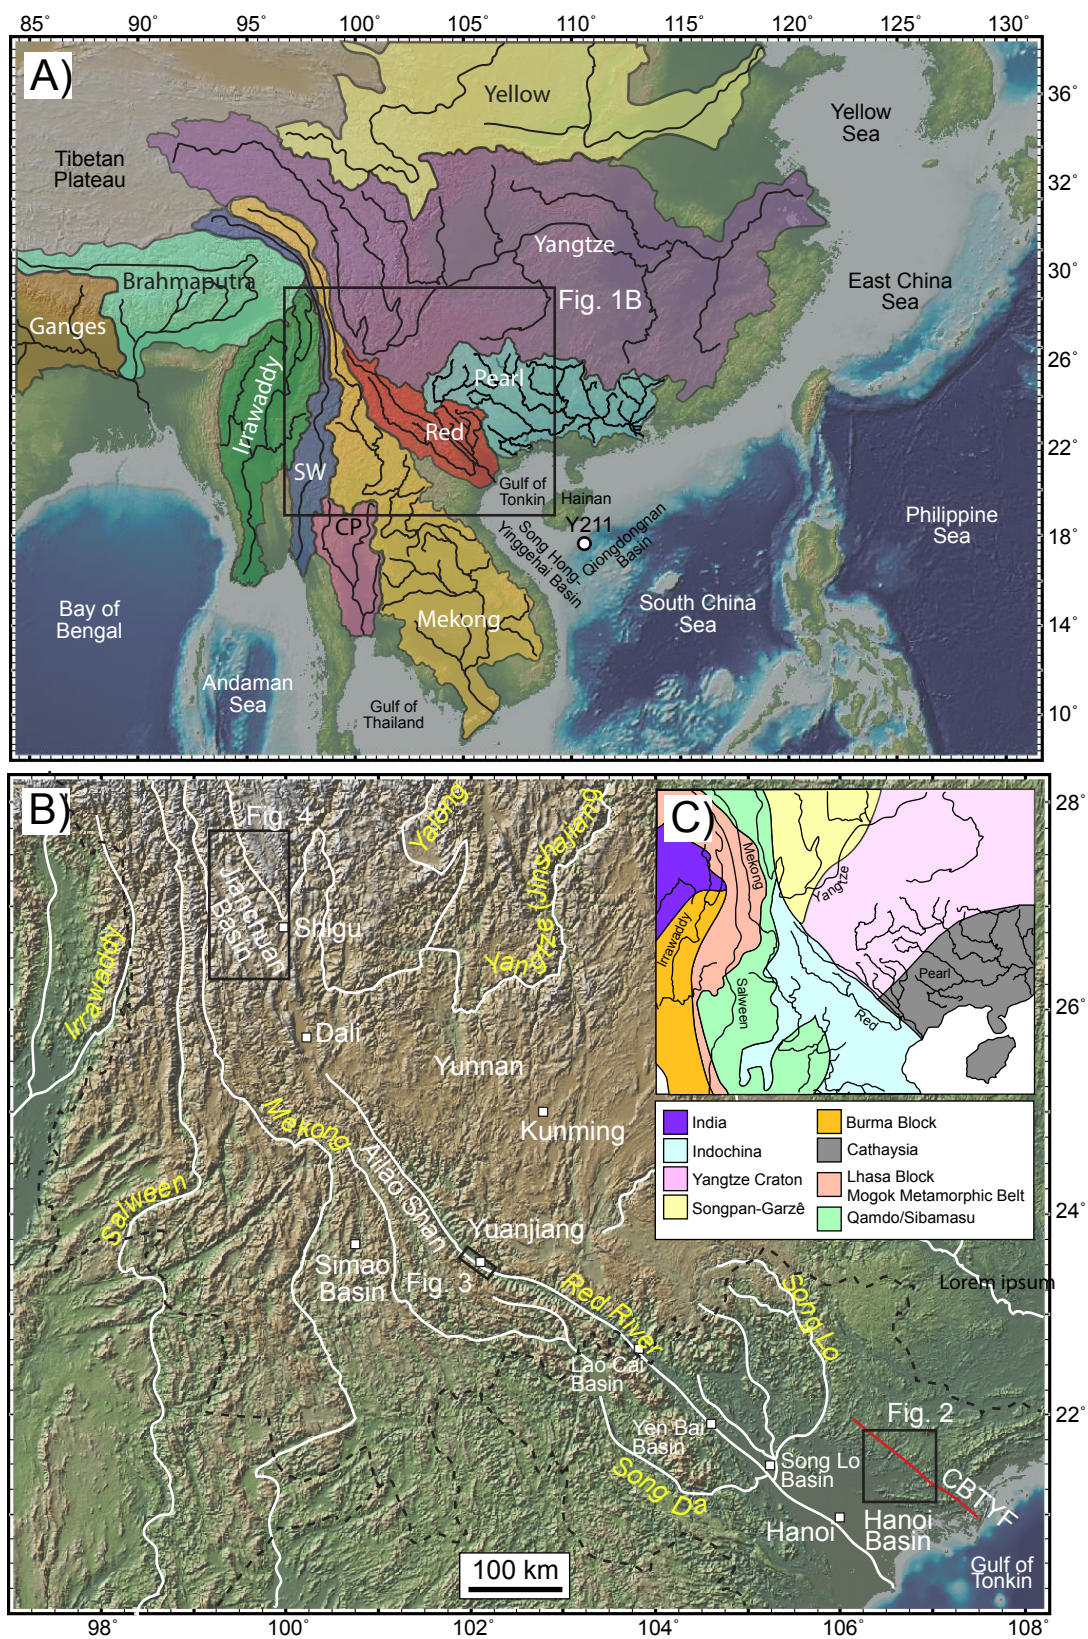 85° 90° 95° 100° 105° 110° 115° 120° 125° 130°
A)
Yellow
Yellow
Sea
36°
Tibetan
Plateau
32°
Yangtze
30°
Brahmaputra
East China
Sea
Fig. 1B
Ganges
26°
Pearl
Irrawaddy
Red
22°
SW
Gulf of
Tonkin
Hainan
CP
Y211
Song Hong-
Yinggehai Basin
Qiongdongnan
Basin
Philippine
Sea
18°
Bay of
Bengal
South China
Sea
Mekong
14°
Andaman
Sea
Gulf of
Thailand
10°
B)
28°
Fig. 4
Yalong
Yangtze (Jinshajiang)
Jianchuan
Basin
Shigu
Irrawaddy
26°
Dali
Yunnan
Mekong
Kunming
Ailao Shan
Salween
24°
Yuanjiang
Simao
Basin
Fig. 3
Red River
Song Lo
Lorem ipsum
Lao Cai
Basin
22°
Fig. 2
Yen Bai
Basin
Song Lo
Basin
Song Da
CBTYF
Hanoi
Hanoi
Basin
100 km
Gulf of
Tonkin
98° 100° 102° 104° 106° 108°
C)
Mekong
Yangtze
Irrawaddy
Salween
Pearl
Red
India
Indochina
Yangtze Craton
Songpan-Garzê
Burma Block
Cathaysia
Lhasa Block
Mogok Metamorphic Belt
Qamdo/Sibamasu